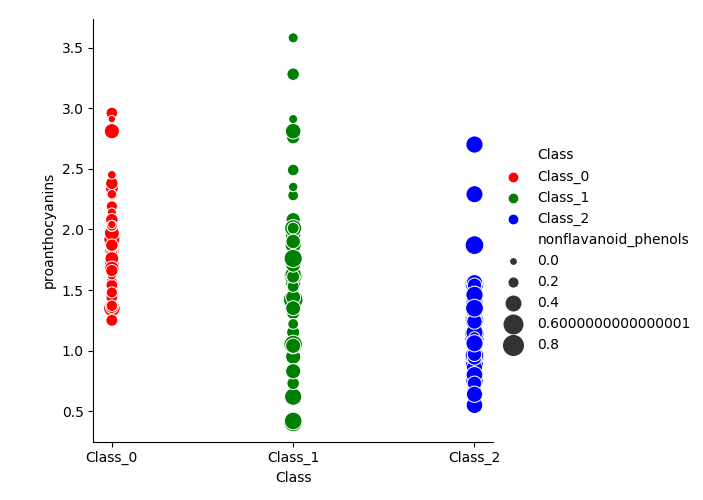 3.5
3.0
2.5
2.0
1.5
1.0
0.5
proanthocyanins
Class_0
Class_1
Class_2
Class
Class
Class_0
Class_1
Class_2
nonflavanoid_phenols
0.0
0.2
0.4
0.6000000000000001
0.8